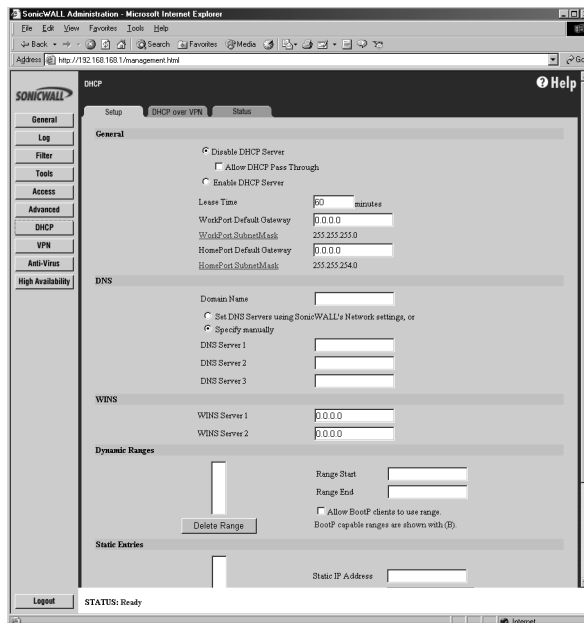 SonicWALL Administration - Microsoft Internet Explorer
File Edit View Favorites Tools Help
Back Search Favorites Media
Address http://192.168.168.1/management.html Go
SONICWALL
DHCP
Help
Setup DHCP over VPN Status
General
Log
Filter
Tools
Access
Advanced
DHCP
VPN
Anti-Virus
High Availability
Logout
General
Disable DHCP Server
Allow DHCP Pass Through
Enable DHCP Server
Lease Time 60 minutes
WorkPort Default Gateway 0.0.0.0
WorkPort SubnetMask 255.255.255.0
HomePort Default Gateway 0.0.0.0
HomePort SubnetMask 255.255.254.0
DNS
Domain Name
Set DNS Servers using SonicWALL's Network settings, or
Specify manually
DNS Server 1
DNS Server 2
DNS Server 3
WINS
WINS Server 1 0.0.0.0
WINS Server 2 0.0.0.0
Dynamic Ranges
Range Start
Range End
Allow BootP clients to use range.
Delete Range BootP capable ranges are shown with (B).
Static Entries
Static IP Address
STATUS: Ready
Internet